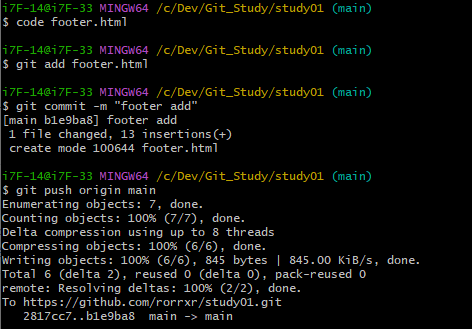 i7F-14@i7F-33 MINGW64 /c/Dev/Git_Study/study01 (main)
$ code footer.html
i7F-14@i7F-33 MINGW64 /c/Dev/Git_Study/study01 (main)
$ git add footer.html
i7F-14@i7F-33 MINGW64 /c/Dev/Git_Study/study01 (main)
$ git commit -m "footer add"
[main b1e9ba8] footer add
 1 file changed, 13 insertions(+)
 create mode 100644 footer.html
i7F-14@i7F-33 MINGW64 /c/Dev/Git_Study/study01 (main)
$ git push origin main
Enumerating objects: 7, done.
Counting objects: 100% (7/7), done.
Delta compression using up to 8 threads
Compressing objects: 100% (6/6), done.
Writing objects: 100% (6/6), 845 bytes | 845.00 KiB/s, done.
Total 6 (delta 2), reused 0 (delta 0), pack-reused 0
remote: Resolving deltas: 100% (2/2), done.
To https://github.com/rorrxr/study01.git
   2817cc7..b1e9ba8  main -> main